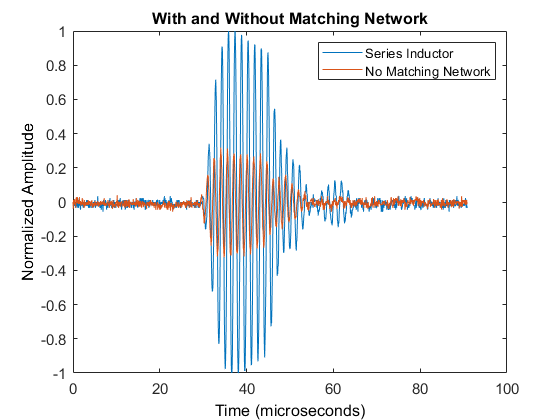 With and Without Matching Network
Series Inductor
No Matching Network
Normalized Amplitude
1
0.8
0.6
0.4
0.2
0
-0.2
-0.4
-0.6
-0.8
-1
0 20 40 60 80 100
Time (microseconds)